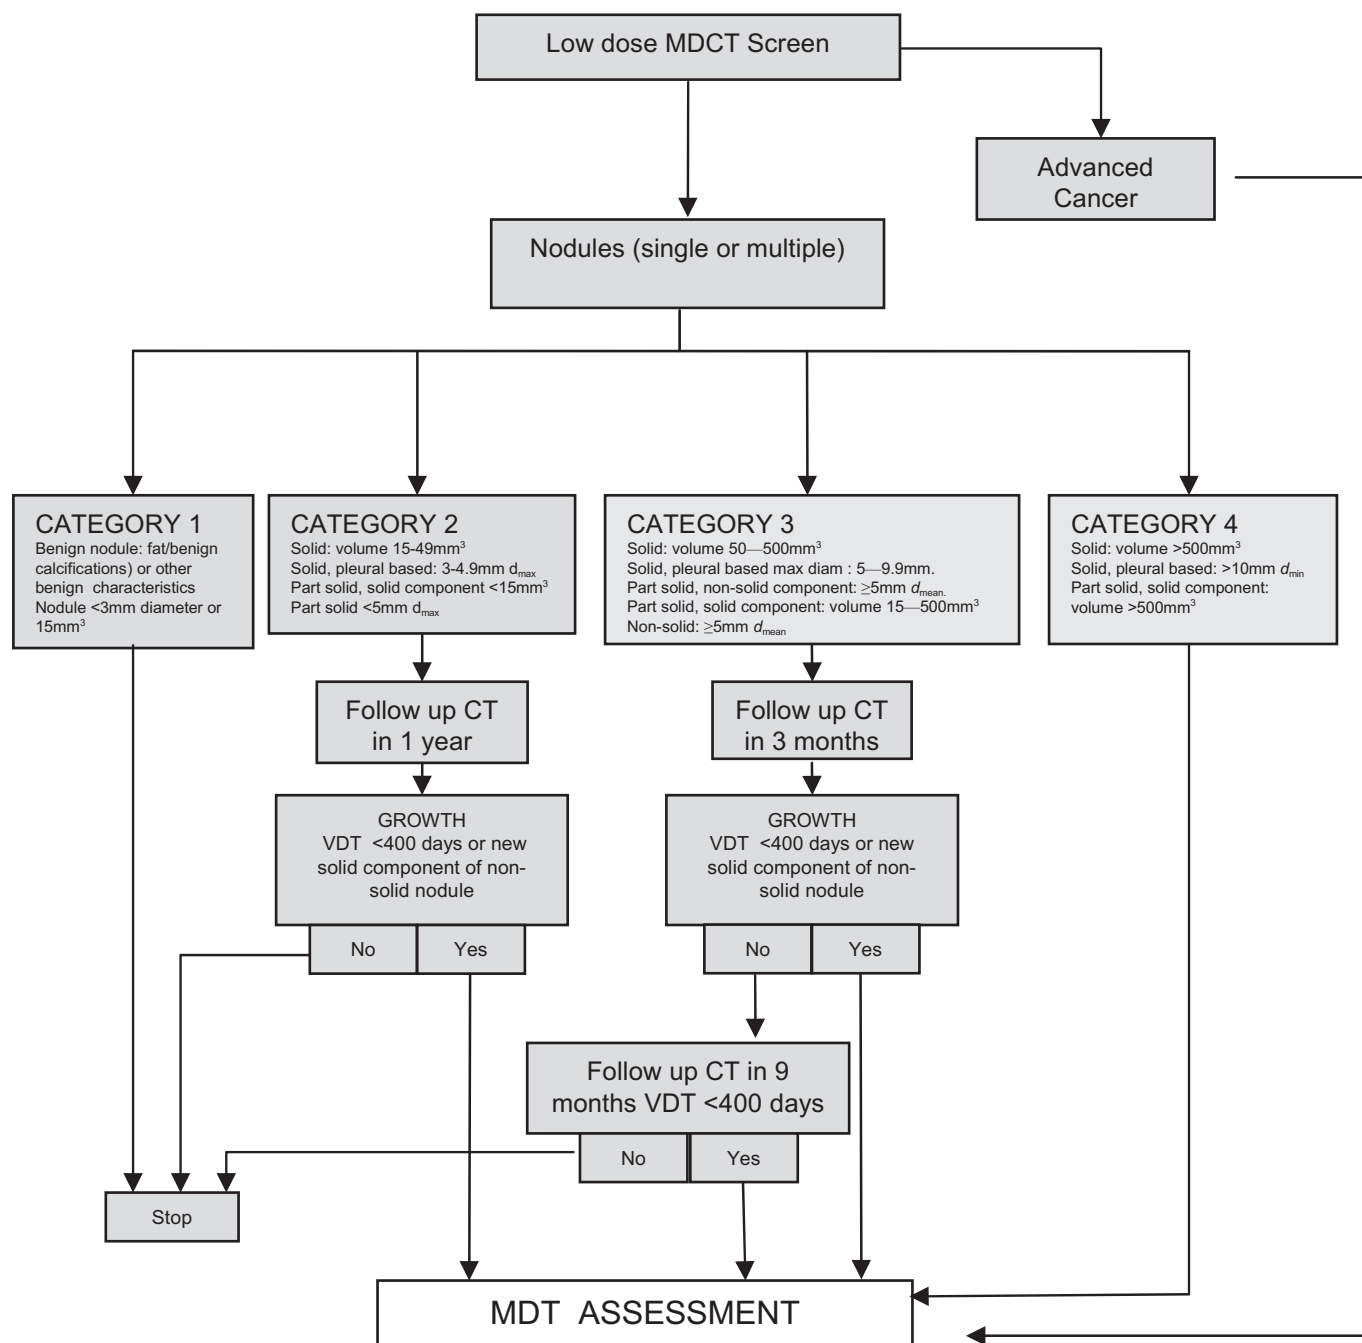 Low dose MDCT Screen
Advanced
Cancer
Nodules (single or multiple)
CATEGORY 1
Benign nodule: fat/benign
calcifications) or other
benign characteristics
Nodule <3mm diameter or
15mm³
CATEGORY 2
Solid: volume 15-49mm³
Solid, pleural based: 3-4.9mm dmax
Part solid, solid component <15mm³
Part solid <5mm dmax
CATEGORY 3
Solid: volume 50—500mm³
Solid, pleural based max diam : 5—9.9mm.
Part solid, non-solid component: ≥5mm dmean.
Part solid, solid component: volume 15—500mm³
Non-solid: ≥5mm dmean
CATEGORY 4
Solid: volume >500mm³
Solid, pleural based: >10mm dmin
Part solid, solid component:
volume >500mm³
Follow up CT
in 1 year
Follow up CT
in 3 months
GROWTH
VDT <400 days or new
solid component of non-
solid nodule
No
Yes
GROWTH
VDT <400 days or new
solid component of non-
solid nodule
No
Yes
Follow up CT in 9
months VDT <400 days
No
Yes
Stop
MDT ASSESSMENT